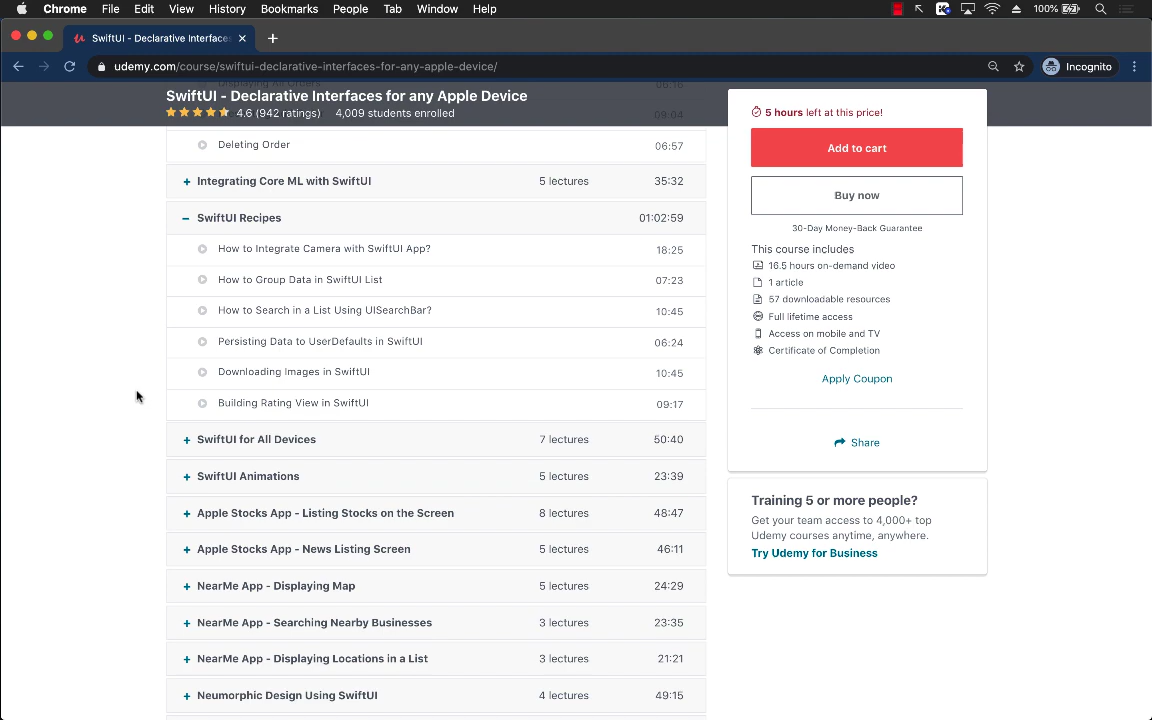 Chrome File Edit View History Bookmarks People Tab Window Help 100%
SwiftUI - Declarative Interfaces
udemy.com/course/swiftui-declarative-interfaces-for-any-apple-device/ Incognito
Displaying All Orders 06:16
SwiftUI - Declarative Interfaces for any Apple Device
4.6 (942 ratings) 4,009 students enrolled 09:04
Deleting Order 06:57
+ Integrating Core ML with SwiftUI 5 lectures 35:32
− SwiftUI Recipes 01:02:59
How to Integrate Camera with SwiftUI App? 18:25
How to Group Data in SwiftUI List 07:23
How to Search in a List Using UISearchBar? 10:45
Persisting Data to UserDefaults in SwiftUI 06:24
Downloading Images in SwiftUI 10:45
Building Rating View in SwiftUI 09:17
+ SwiftUI for All Devices 7 lectures 50:40
+ SwiftUI Animations 5 lectures 23:39
+ Apple Stocks App - Listing Stocks on the Screen 8 lectures 48:47
+ Apple Stocks App - News Listing Screen 5 lectures 46:11
+ NearMe App - Displaying Map 5 lectures 24:29
+ NearMe App - Searching Nearby Businesses 3 lectures 23:35
+ NearMe App - Displaying Locations in a List 3 lectures 21:21
+ Neumorphic Design Using SwiftUI 4 lectures 49:15
5 hours left at this price!
Add to cart
Buy now
30-Day Money-Back Guarantee
This course includes
16.5 hours on-demand video
1 article
57 downloadable resources
Full lifetime access
Access on mobile and TV
Certificate of Completion
Apply Coupon
Share
Training 5 or more people?
Get your team access to 4,000+ top
Udemy courses anytime, anywhere.
Try Udemy for Business